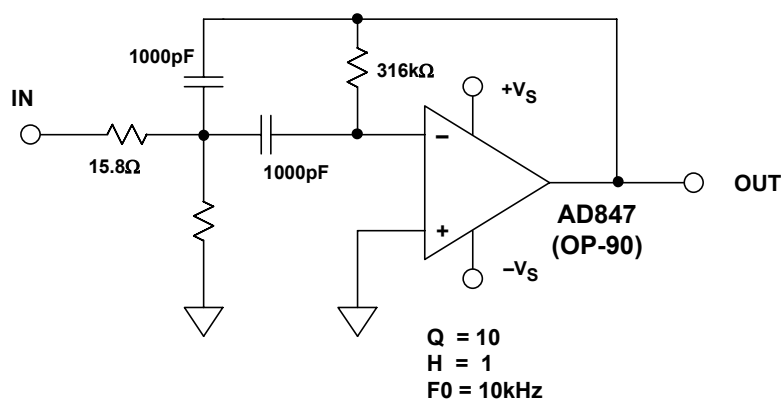 1000pF
316kΩ
IN
+VS
15.8Ω
1000pF
−
OUT
AD847
(OP-90)
+
−VS
Q = 10
H = 1
F0 = 10kHz